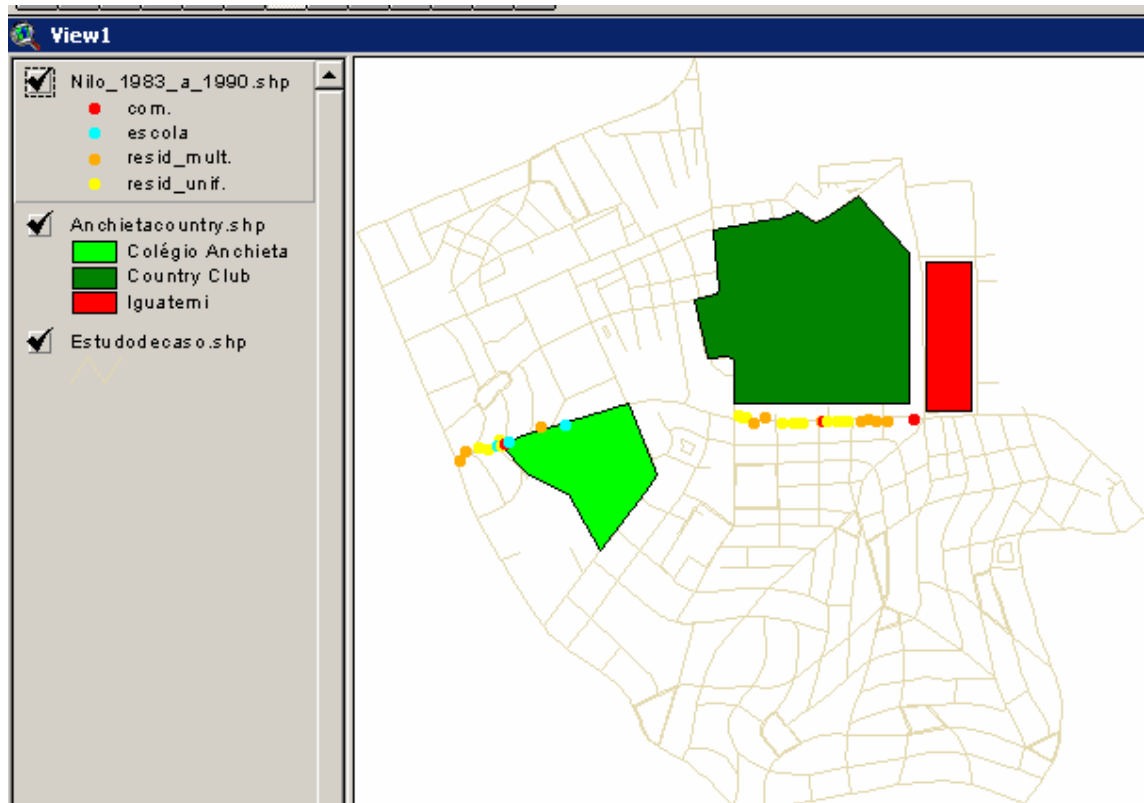 View1
Nilo_1983_a_1990.shp
com.
escola
resid_mult.
resid_unif.
Anchietacountry.shp
Colégio Anchieta
Country Club
Iguatemi
Estudodecaso.shp